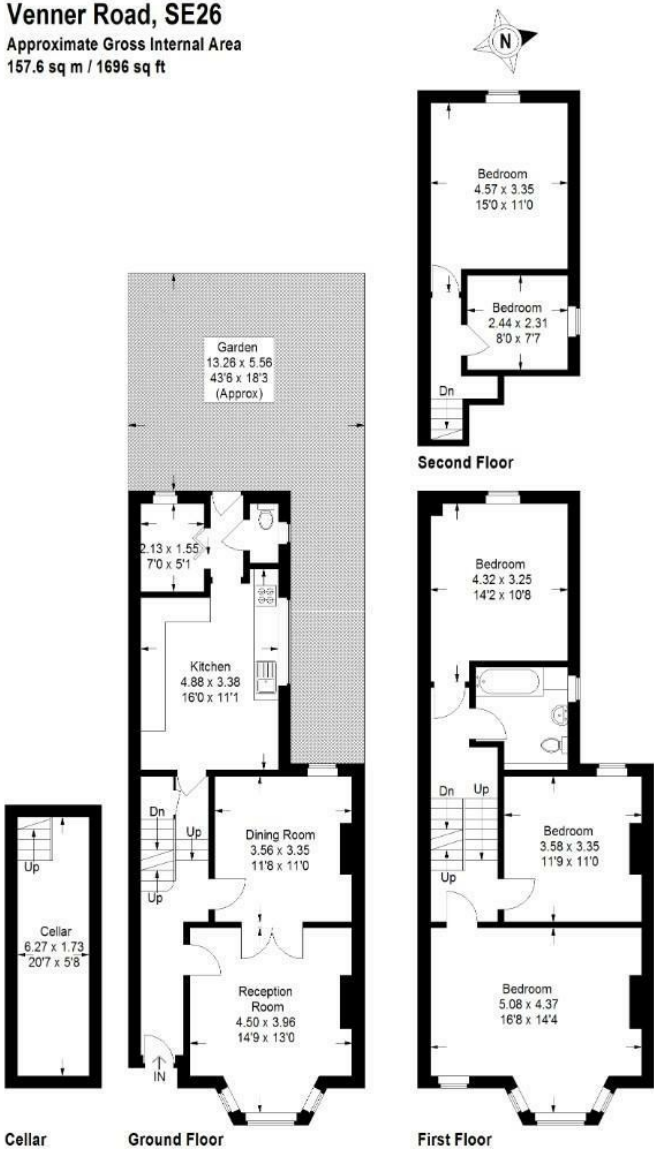 Venner Road, SE26
Approximate Gross Internal Area
157.6 sq m / 1696 sq ft
N
Bedroom
4.57 x 3.35
15'0 x 11'0
Bedroom
2.44 x 2.31
8'0 x 7'7
Dn
Second Floor
Garden
13.26 x 5.56
43'6 x 18'3
(Approx)
2.13 x 1.55
7'0 x 5'1
Kitchen
4.88 x 3.38
16'0 x 11'1
Dn
Up
Up
Dining Room
3.56 x 3.35
11'8 x 11'0
Reception
Room
4.50 x 3.96
14'9 x 13'0
IN
Ground Floor
Up
Cellar
6.27 x 1.73
20'7 x 5'8
Cellar
Bedroom
4.32 x 3.25
14'2 x 10'8
Dn
Up
Up
Bedroom
3.58 x 3.35
11'9 x 11'0
Bedroom
5.08 x 4.37
16'8 x 14'4
First Floor